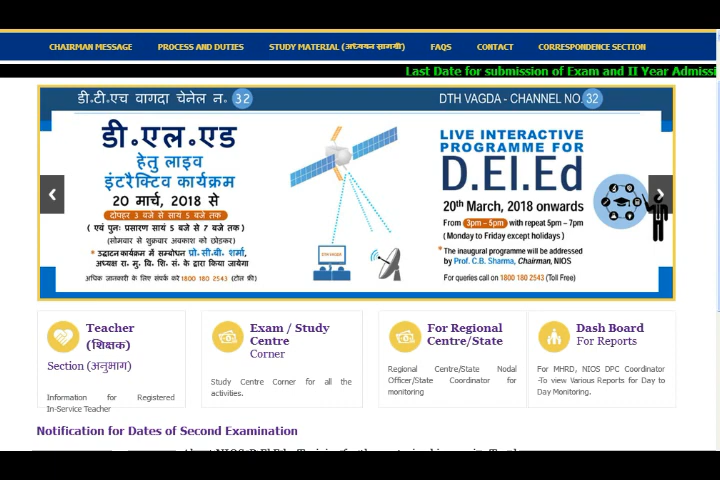 CHAIRMAN MESSAGE PROCESS AND DUTIES STUDY MATERIAL (अध्ययन सामग्री) FAQS CONTACT CORRESPONDENCE SECTION
Last Date for submission of Exam and II Year Admissi
डी.टी.एच वागदा चेनेल न. 32
डी.एल.एड
हेतु लाइव
इंटरैक्टिव कार्यक्रम
20 मार्च, 2018 से
दोपहर 3 बजे से सायं 5 बजे तक
( एवं पुनः प्रसारण सायं 5 बजे से 7 बजे तक )
(सोमवार से शुक्रवार अवकाश को छोड़कर)
* उद्घाटन कार्यक्रम में सम्बोधन प्रो.सी.बी. शर्मा,
अध्यक्ष रा. मु. वि. शि. सं. के द्वारा किया जायेगा
अधिक जानकारी के लिए संपर्क करे 1800 180 2543 (टोल फ्री)
DTH VAGDA - CHANNEL NO. 32
LIVE INTERACTIVE
PROGRAMME FOR
D.El.Ed
20th March, 2018 onwards
From 3pm – 5pm with repeat 5pm – 7pm
(Monday to Friday except holidays )
* The inaugural programme will be addressed
by Prof. C.B. Sharma, Chairman, NIOS
For queries call on 1800 180 2543 (Toll Free)
Teacher
(शिक्षक)
Section (अनुभाग)
Information for Registered
In-Service Teacher
Exam / Study
Centre
Corner
Study Centre Corner for all the
activities.
For Regional
Centre/State
Regional Centre/State Nodal
Officer/State Coordinator for
monitoring
Dash Board
For Reports
For MHRD, NIOS DPC Coordinator
-To view Various Reports for Day to
Day Monitoring.
Notification for Dates of Second Examination